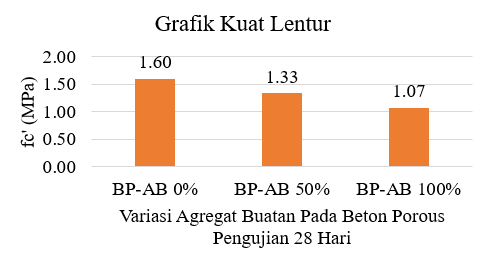 Grafik Kuat Lentur
fc' (MPa)
2.00
1.50
1.00
0.50
0.00
1.60
1.33
1.07
BP-AB 0%
BP-AB 50%
BP-AB 100%
Variasi Agregat Buatan Pada Beton Porous
Pengujian 28 Hari